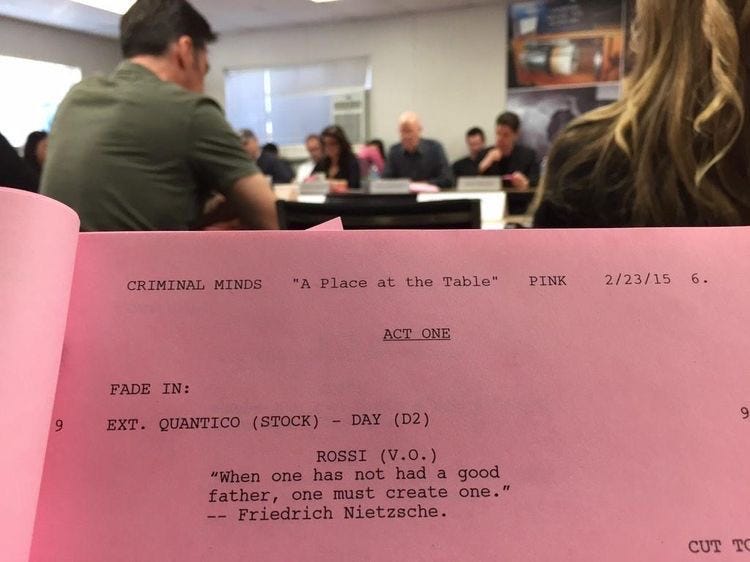 CRIMINAL MINDS "A Place at the Table" PINK 2/23/15 6.
ACT ONE
FADE IN:
9 EXT. QUANTICO (STOCK) - DAY (D2) 9
ROSSI (V.O.)
"When one has not had a good
father, one must create one."
-- Friedrich Nietzsche.
CUT